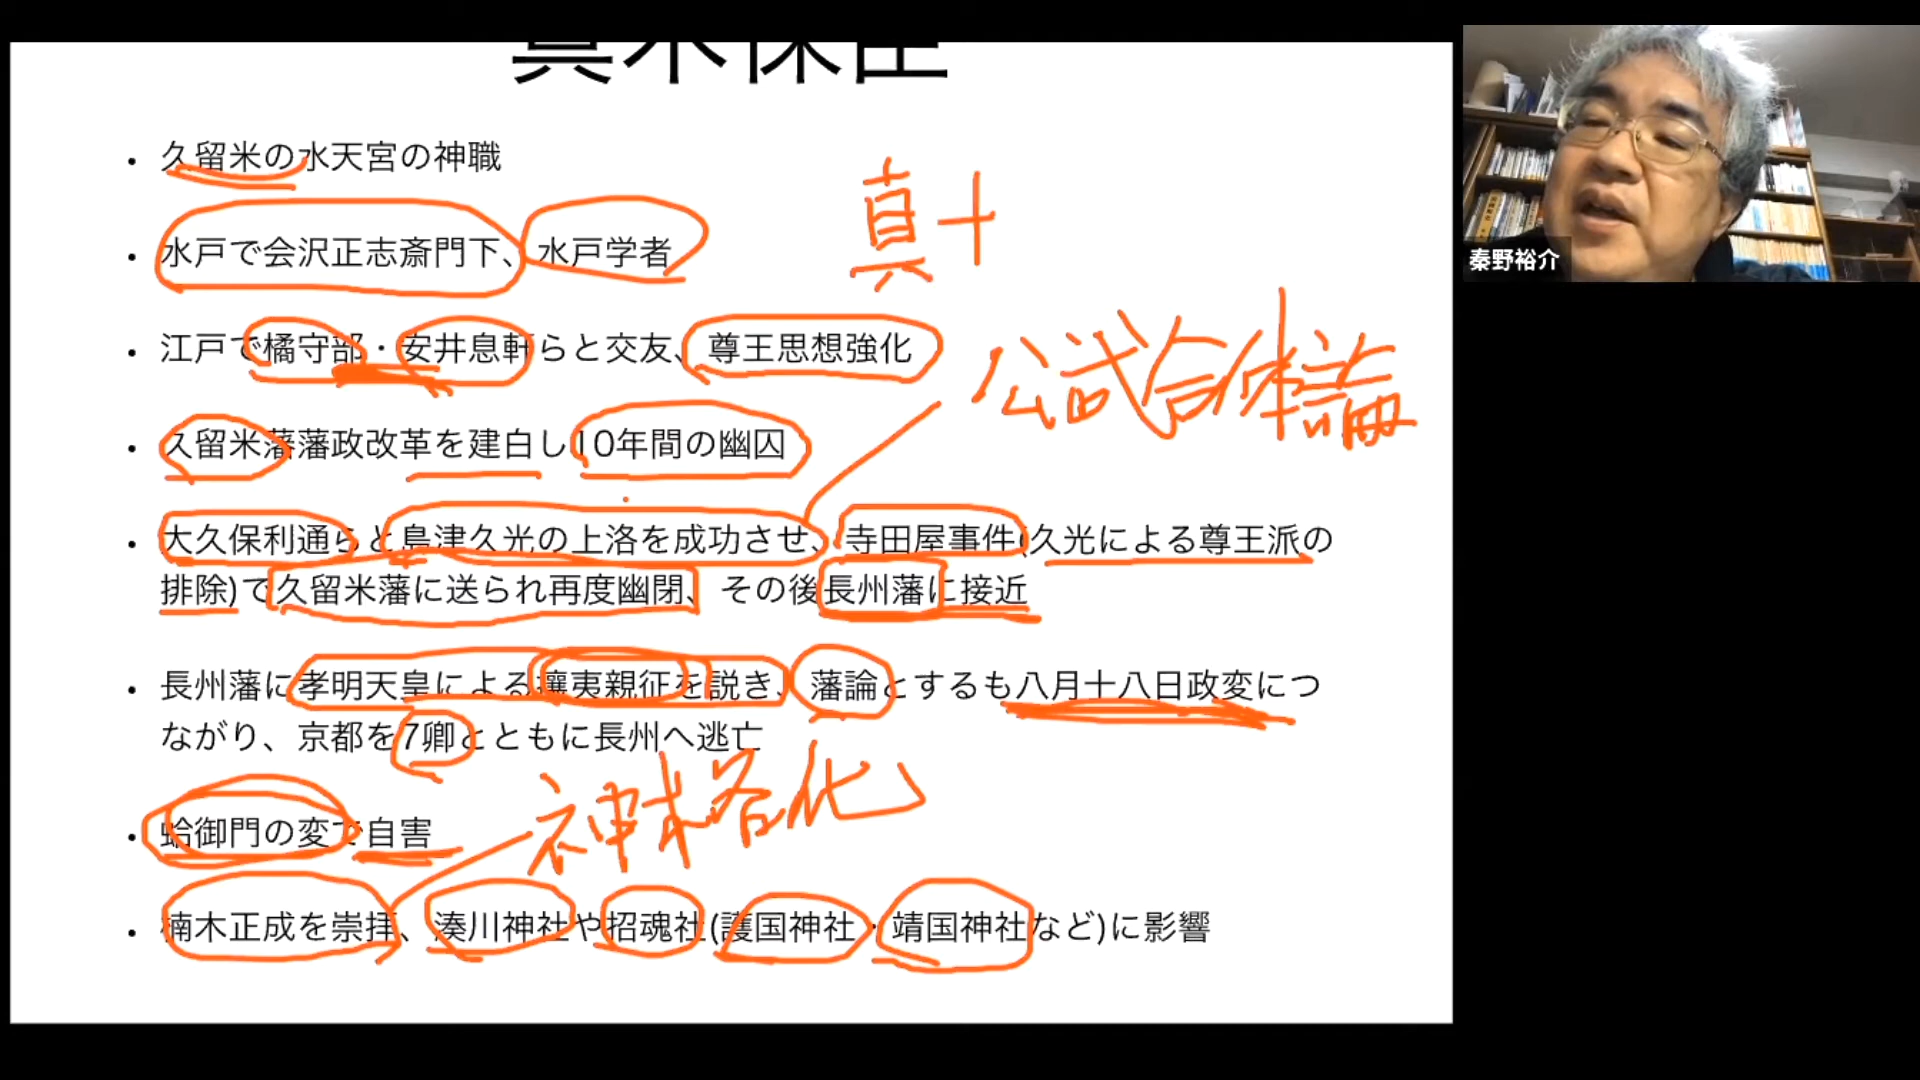 真木保臣
・久留米の水天宮の神職
・水戸で会沢正志斎門下、水戸学者
・江戸で橘守部・安井息軒らと交友、尊王思想強化
・久留米藩藩政改革を建白し10年間の幽囚
・大久保利通らと島津久光の上洛を成功させ、寺田屋事件(久光による尊王派の
排除)で久留米藩に送られ再度幽閉、その後長州藩に接近
・長州藩に孝明天皇による攘夷親征を説き、藩論とするも八月十八日政変につ
ながり、京都を7卿とともに長州へ逃亡
・蛤御門の変で自害
・楠木正成を崇拝、湊川神社や招魂社(護国神社・靖国神社など)に影響
真十
公武合体論
神格化
秦野裕介